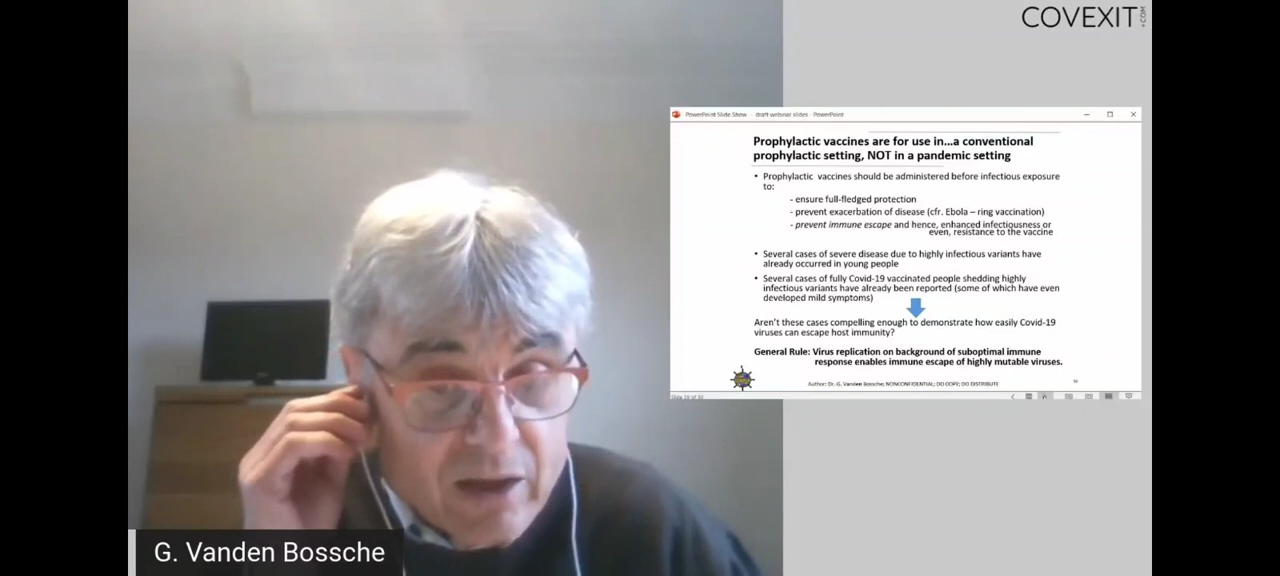 COVEXIT.COM
PowerPoint Slide Show - draft webinar slides - PowerPoint
Prophylactic vaccines are for use in...a conventional
prophylactic setting, NOT in a pandemic setting
• Prophylactic vaccines should be administered before infectious exposure
to:
- ensure full-fledged protection
- prevent exacerbation of disease (cfr. Ebola – ring vaccination)
- prevent immune escape and hence, enhanced infectiousness or
even, resistance to the vaccine
• Several cases of severe disease due to highly infectious variants have
already occurred in young people
• Several cases of fully Covid-19 vaccinated people shedding highly
infectious variants have already been reported (some of which have even
developed mild symptoms)
Aren't these cases compelling enough to demonstrate how easily Covid-19
viruses can escape host immunity?
General Rule: Virus replication on background of suboptimal immune
response enables immune escape of highly mutable viruses.
Author: Dr. G. Vanden Bossche; NONCONFIDENTIAL; DO COPY; DO DISTRIBUTE
G. Vanden Bossche